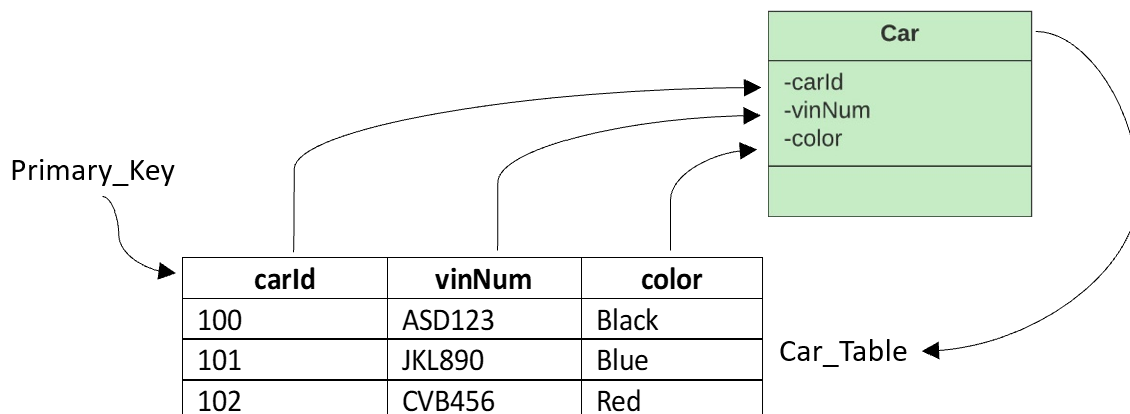 Car
-carId
-vinNum
-color
Primary_Key
carId vinNum color
100 ASD123 Black
101 JKL890 Blue
Car_Table
102 CVB456 Red